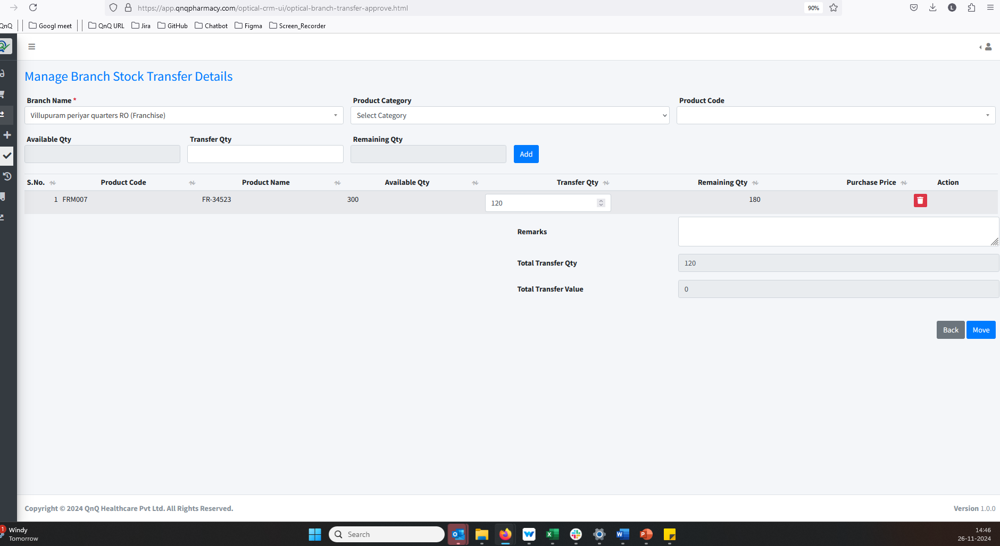 https://app.qnqpharmacy.com/optical-crm-ui/optical-branch-transfer-approve.html 90% L
QnQ Googl meet QnQ URL Jira GitHub Chatbot Figma Screen_Recorder
Manage Branch Stock Transfer Details
Branch Name * Product Category Product Code
Villupuram periyar quarters RO (Franchise) Select Category
Available Qty Transfer Qty Remaining Qty
Add
S.No. Product Code Product Name Available Qty Transfer Qty Remaining Qty Purchase Price Action
1 FRM007 FR-34523 300 120 180
Remarks
Total Transfer Qty 120
Total Transfer Value 0
Back Move
Copyright © 2024 QnQ Healthcare Pvt Ltd. All Rights Reserved. Version 1.0.0
1 Windy
Tomorrow
Search
14:46
26-11-2024